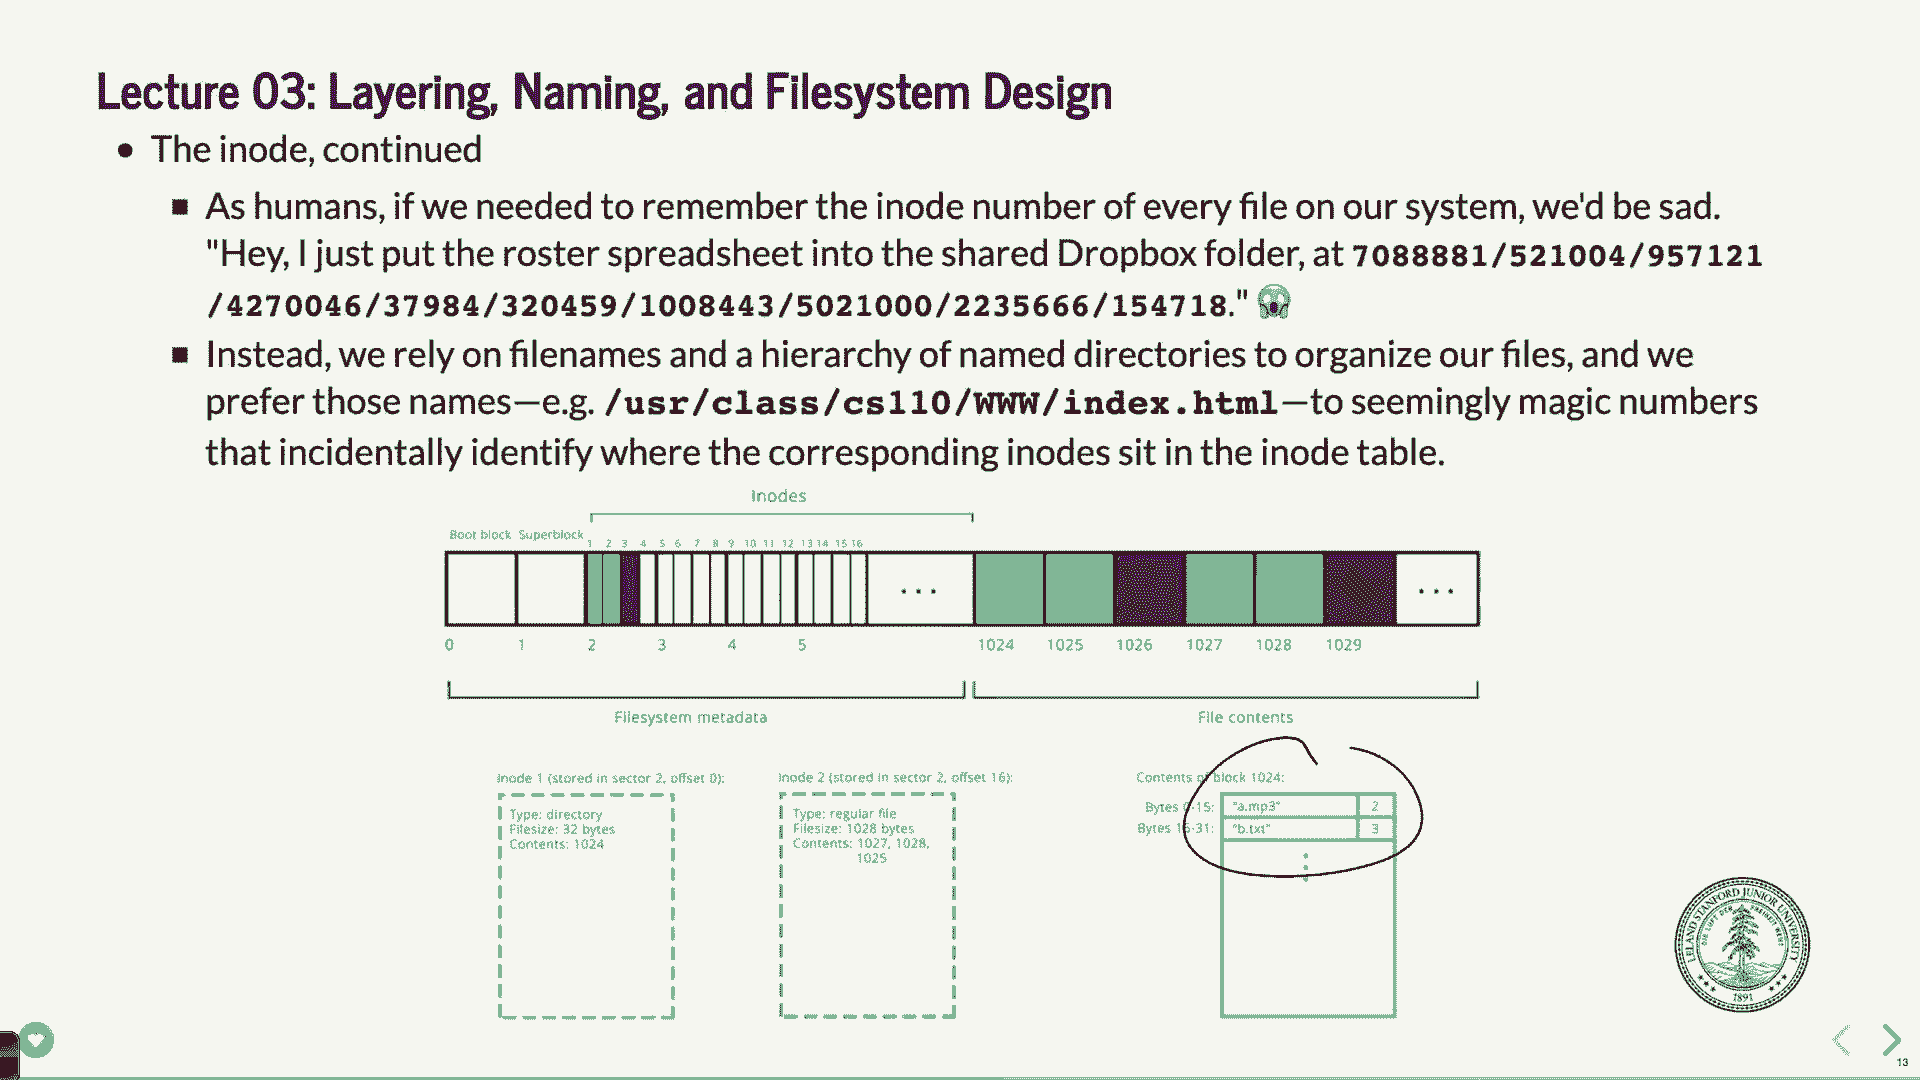 Lecture 03: Layering, Naming, and Filesystem Design
The inode, continued
As humans, if we needed to remember the inode number of every file on our system, we'd be sad.
"Hey, I just put the roster spreadsheet into the shared Dropbox folder, at 7088881/521004/957121
/4270046/37984/320459/1008443/5021000/2235666/154718." 😱
Instead, we rely on filenames and a hierarchy of named directories to organize our files, and we
prefer those names—e.g. /usr/class/cs110/WWW/index.html—to seemingly magic numbers
that incidentally identify where the corresponding inodes sit in the inode table.
Inodes
Boot block Superblock
1 2 3 4 5 6 7 8 9 10 11 12 13 14 15 16
... ...
0 1 2 3 4 5 1024 1025 1026 1027 1028 1029
Filesystem metadata File contents
Inode 1 (stored in sector 2, offset 0):
Type: directory
Filesize: 32 bytes
Contents: 1024
Inode 2 (stored in sector 2, offset 16):
Type: regular file
Filesize: 1028 bytes
Contents: 1027, 1028,
1025
Contents of block 1024:
Bytes 0-15: "a.mp3" 2
Bytes 16-31: "b.txt" 3
LELAND STANFORD JUNIOR UNIVERSITY
DIE LUFT DER FREIHEIT WEHT
1891
13